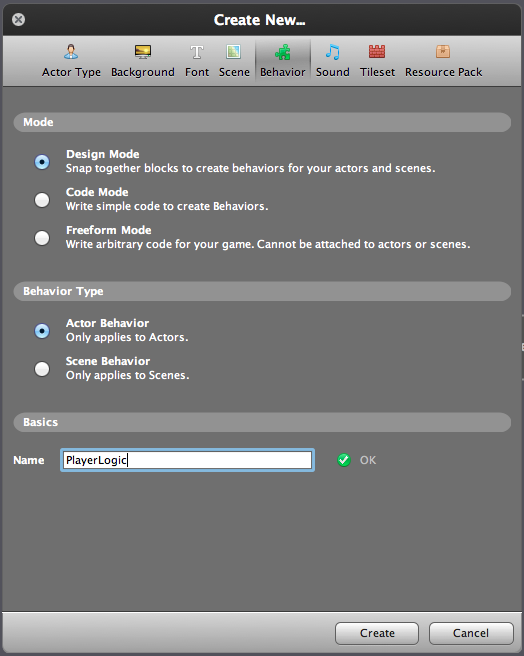 Create New...
Actor Type Background Font Scene Behavior Sound Tileset Resource Pack
Mode
Design Mode
Snap together blocks to create behaviors for your actors and scenes.
Code Mode
Write simple code to create Behaviors.
Freeform Mode
Write arbitrary code for your game. Cannot be attached to actors or scenes.
Behavior Type
Actor Behavior
Only applies to Actors.
Scene Behavior
Only applies to Scenes.
Basics
Name PlayerLogic OK
Create Cancel